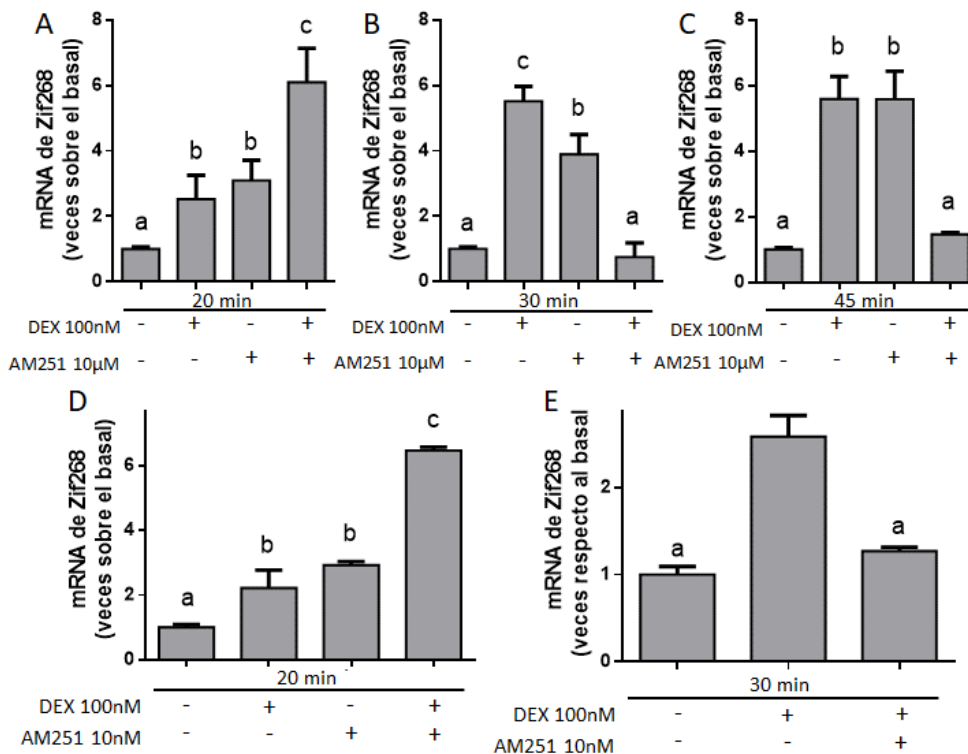 A
mRNA de Zif268
(veces sobre el basal)
8
6
4
2
0
a
b
b
c
20 min
DEX 100nM - + - +
AM251 10µM - - + +
B
mRNA de Zif268
(veces sobre el basal)
8
6
4
2
0
a
c
b
a
30 min
DEX 100nM - + - +
AM251 10µM - - + +
C
mRNA de Zif268
(veces sobre el basal)
8
6
4
2
0
a
b
b
a
45 min
DEX 100nM - + - +
AM251 10µM - - + +
D
mRNA de Zif268
(veces sobre el basal)
6
4
2
0
a
b
b
c
20 min
DEX 100nM - + - +
AM251 10nM - - + +
E
mRNA de Zif268
(veces respecto al basal)
2
1
0
a
a
30 min
DEX 100nM - + +
AM251 10nM - - +